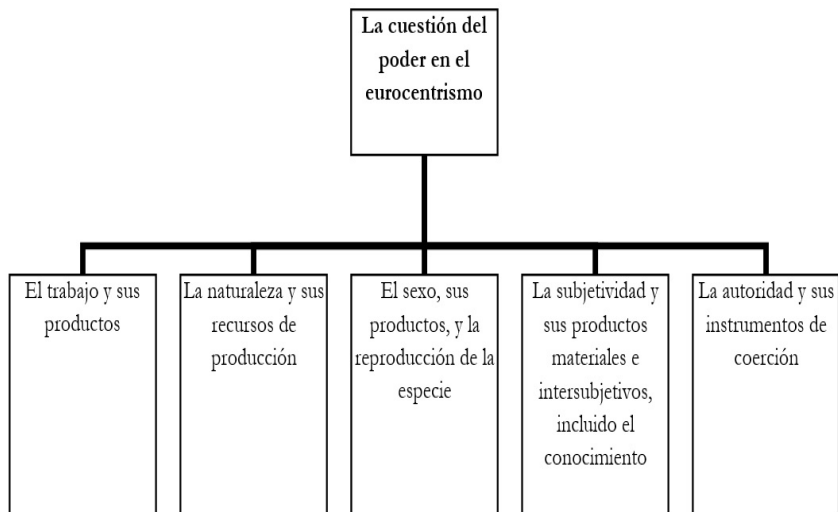 La cuestión del
poder en el
eurocentrismo
El trabajo y sus
productos
La naturaleza y sus
recursos de
producción
El sexo, sus
productos, y la
reproducción de la
especie
La subjetividad y
sus productos
materiales e
intersubjetivos,
incluido el
conocimiento
La autoridad y sus
instrumentos de
coerción